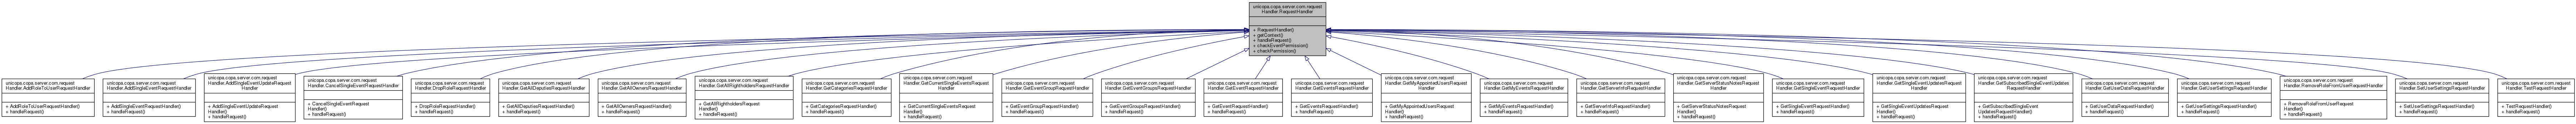 unicopa.copa.server.com.request
Handler.RequestHandler
+ RequestHandler()
+ getContext()
+ handleRequest()
+ checkEventPermission()
+ checkPermission()
unicopa.copa.server.com.request
Handler.AddRoleToUserRequestHandler
+ AddRoleToUserRequestHandler()
+ handleRequest()
unicopa.copa.server.com.request
Handler.AddSingleEventRequestHandler
+ AddSingleEventRequestHandler()
+ handleRequest()
unicopa.copa.server.com.request
Handler.AddSingleEventUpdateRequest
Handler
+ AddSingleEventUpdateRequest
Handler()
+ handleRequest()
unicopa.copa.server.com.request
Handler.CancelSingleEventRequestHandler
+ CancelSingleEventRequest
Handler()
+ handleRequest()
unicopa.copa.server.com.request
Handler.DropRoleRequestHandler
+ DropRoleRequestHandler()
+ handleRequest()
unicopa.copa.server.com.request
Handler.GetAllDeputiesRequestHandler
+ GetAllDeputiesRequestHandler()
+ handleRequest()
unicopa.copa.server.com.request
Handler.GetAllOwnersRequestHandler
+ GetAllOwnersRequestHandler()
+ handleRequest()
unicopa.copa.server.com.request
Handler.GetAllRightholdersRequestHandler
+ GetAllRightholdersRequest
Handler()
+ handleRequest()
unicopa.copa.server.com.request
Handler.GetCategoriesRequestHandler
+ GetCategoriesRequestHandler()
+ handleRequest()
unicopa.copa.server.com.request
Handler.GetCurrentSingleEventsRequest
Handler
+ GetCurrentSingleEventsRequest
Handler()
+ handleRequest()
unicopa.copa.server.com.request
Handler.GetEventGroupRequestHandler
+ GetEventGroupRequestHandler()
+ handleRequest()
unicopa.copa.server.com.request
Handler.GetEventGroupsRequestHandler
+ GetEventGroupsRequestHandler()
+ handleRequest()
unicopa.copa.server.com.request
Handler.GetEventRequestHandler
+ GetEventRequestHandler()
+ handleRequest()
unicopa.copa.server.com.request
Handler.GetEventsRequestHandler
+ GetEventsRequestHandler()
+ handleRequest()
unicopa.copa.server.com.request
Handler.GetMyAppointedUsersRequest
Handler
+ GetMyAppointedUsersRequest
Handler()
+ handleRequest()
unicopa.copa.server.com.request
Handler.GetMyEventsRequestHandler
+ GetMyEventsRequestHandler()
+ handleRequest()
unicopa.copa.server.com.request
Handler.GetServerInfoRequestHandler
+ GetServerInfoRequestHandler()
+ handleRequest()
unicopa.copa.server.com.request
Handler.GetServerStatusNotesRequest
Handler
+ GetServerStatusNotesRequest
Handler()
+ handleRequest()
unicopa.copa.server.com.request
Handler.GetSingleEventRequestHandler
+ GetSingleEventRequestHandler()
+ handleRequest()
unicopa.copa.server.com.request
Handler.GetSingleEventUpdatesRequest
Handler
+ GetSingleEventUpdatesRequest
Handler()
+ handleRequest()
unicopa.copa.server.com.request
Handler.GetSubscribedSingleEventUpdates
RequestHandler
+ GetSubscribedSingleEvent
UpdatesRequestHandler()
+ handleRequest()
unicopa.copa.server.com.request
Handler.GetUserDataRequestHandler
+ GetUserDataRequestHandler()
+ handleRequest()
unicopa.copa.server.com.request
Handler.GetUserSettingsRequestHandler
+ GetUserSettingsRequestHandler()
+ handleRequest()
unicopa.copa.server.com.request
Handler.RemoveRoleFromUserRequestHandler
+ RemoveRoleFromUserRequest
Handler()
+ handleRequest()
unicopa.copa.server.com.request
Handler.SetUserSettingsRequestHandler
+ SetUserSettingsRequestHandler()
+ handleRequest()
unicopa.copa.server.com.request
Handler.TestRequestHandler
+ TestRequestHandler()
+ handleRequest()